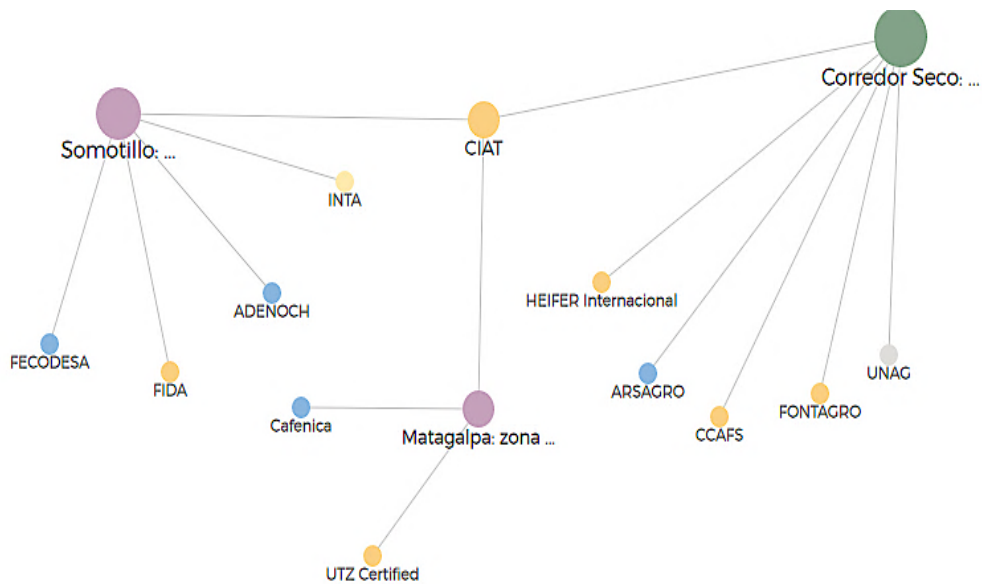 Corredor Seco: ...
Somotillo: ...
CIAT
INTA
HEIFER Internacional
ADENOCH
FECODESA
FIDA
UNAG
ARSAGRO
FONTAGRO
CCAFS
Cafenica
Matagalpa: zona ...
UTZ Certified